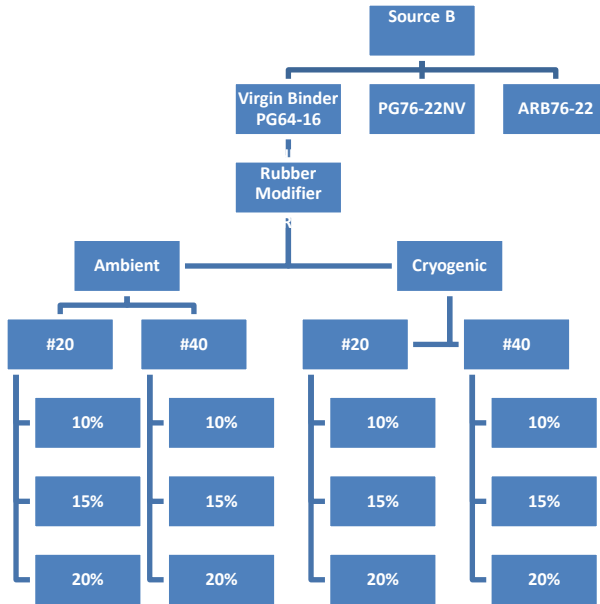 Source B
Virgin Binder
PG64-16
PG76-22NV
ARB76-22
Rubber
Modifier
Ambient
Cryogenic
#20
#40
#20
#40
10%
10%
10%
10%
15%
15%
15%
15%
20%
20%
20%
20%